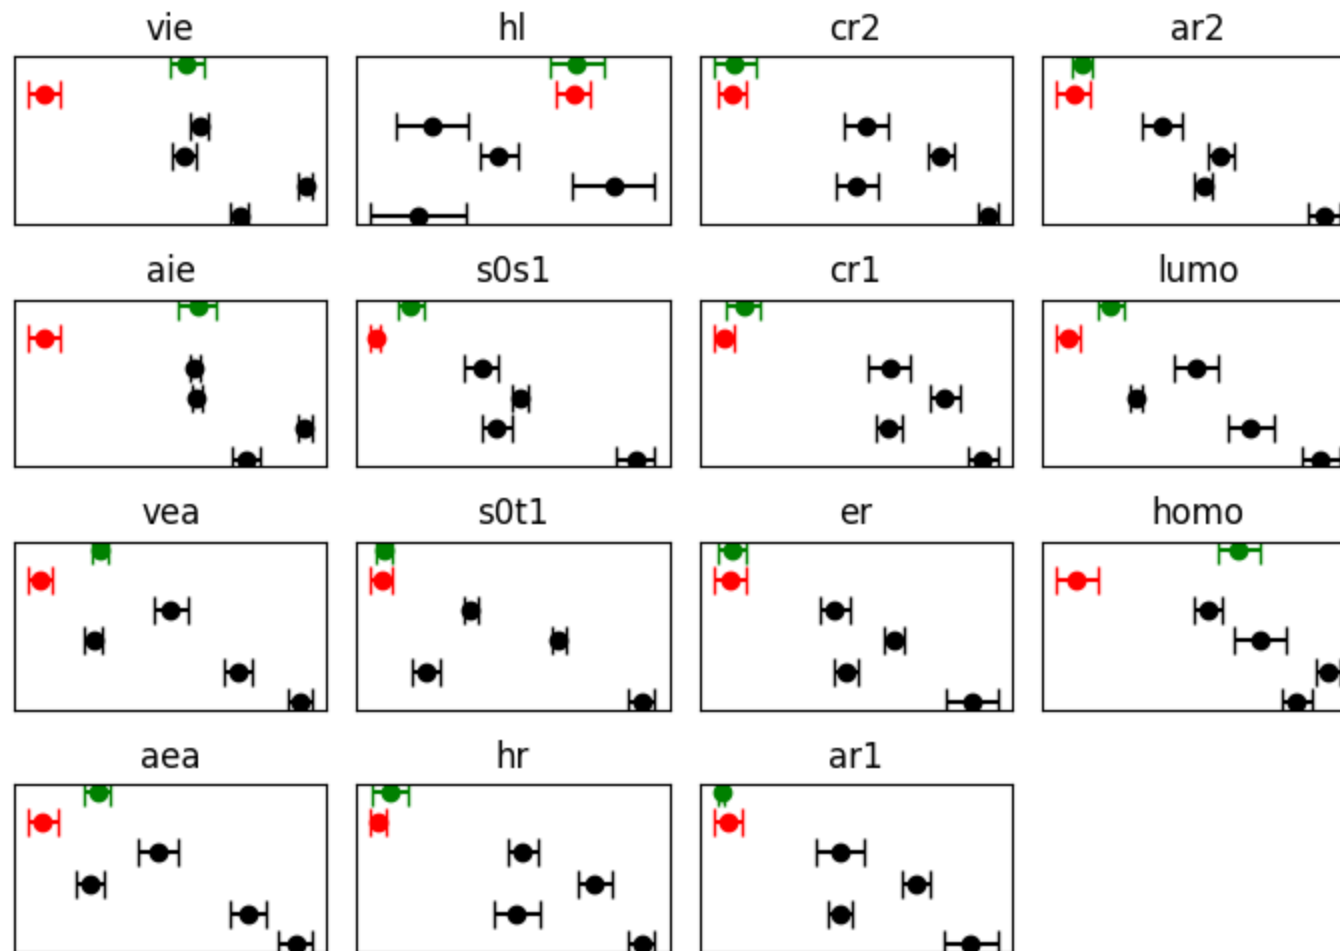 vie hl cr2 ar2
aie s0s1 cr1 lumo
vea s0t1 er homo
aea hr ar1